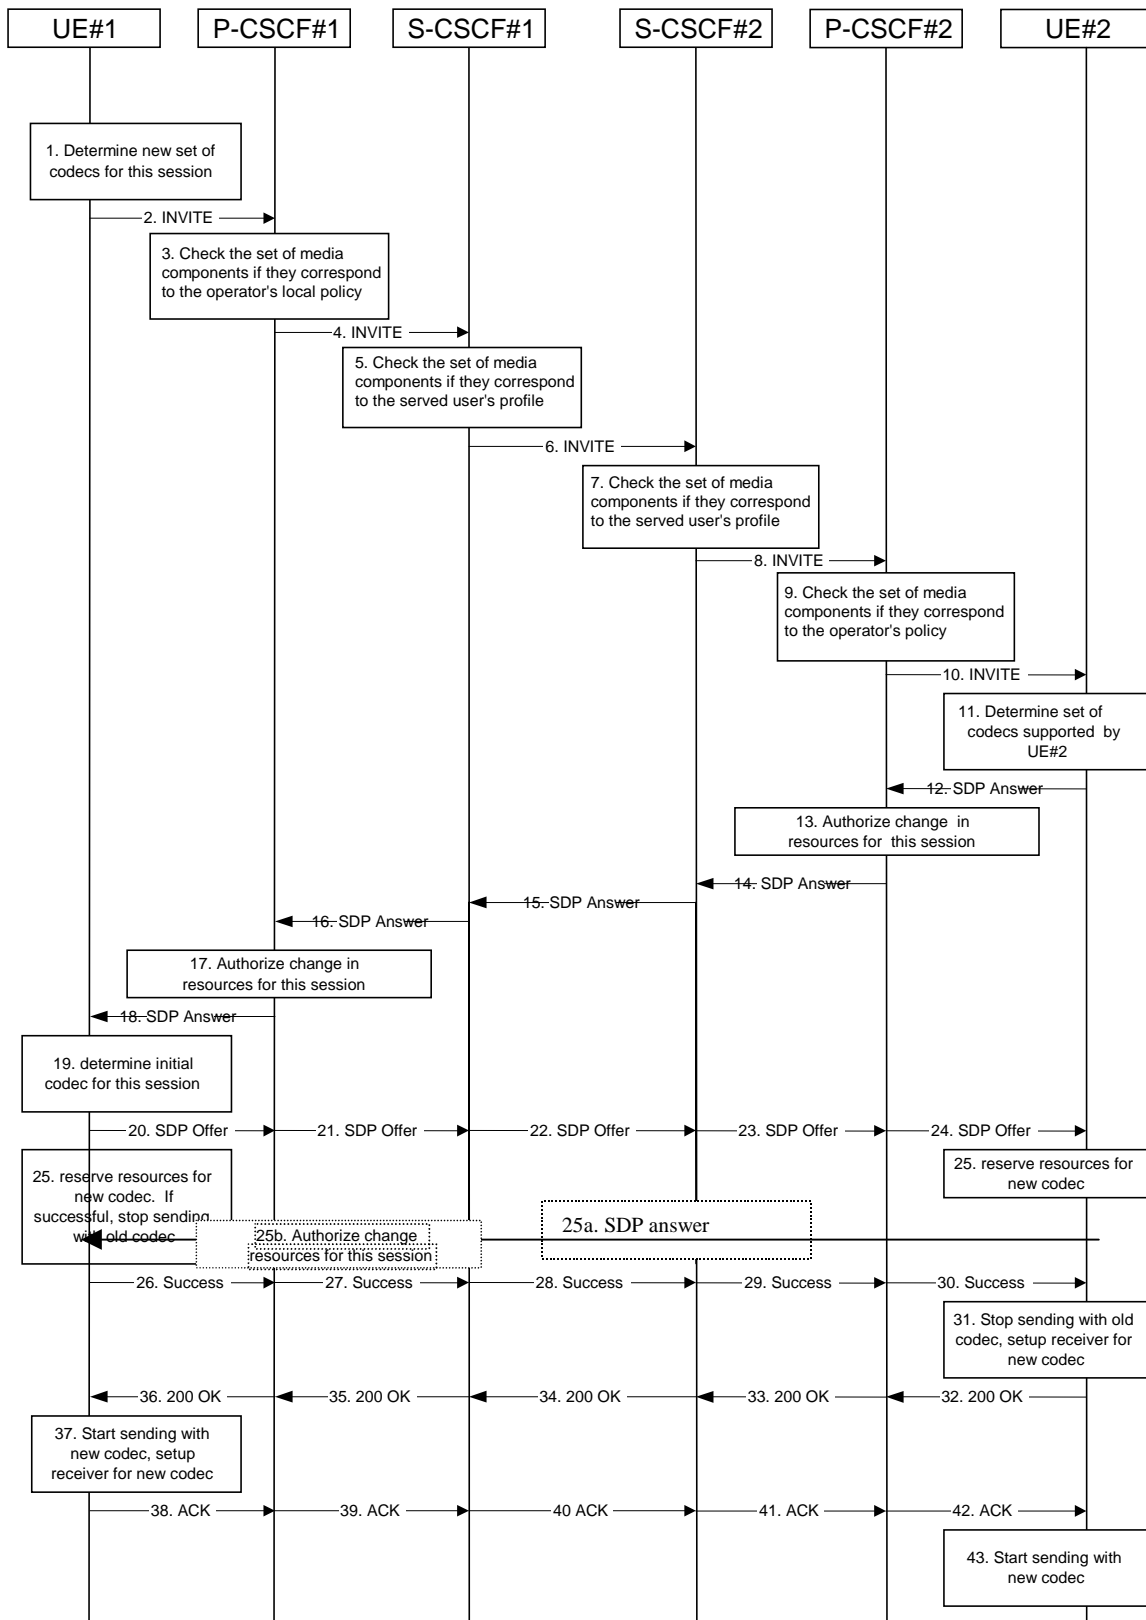 UE#1
P-CSCF#1
S-CSCF#1
S-CSCF#2
P-CSCF#2
UE#2
1. Determine new set of
codecs for this session
2. INVITE
3. Check the set of media
components if they correspond
to the operator's local policy
4. INVITE
5. Check the set of media
components if they correspond
to the served user's profile
6. INVITE
7. Check the set of media
components if they correspond
to the served user's profile
8. INVITE
9. Check the set of media
components if they correspond
to the operator's policy
10. INVITE
11. Determine set of
codecs supported by
UE#2
12. SDP Answer
13. Authorize change in
resources for this session
14. SDP Answer
15. SDP Answer
16. SDP Answer
17. Authorize change in
resources for this session
18. SDP Answer
19. determine initial
codec for this session
20. SDP Offer
21. SDP Offer
22. SDP Offer
23. SDP Offer
24. SDP Offer
25. reserve resources for
new codec. If
successful, stop sending
with old codec
25. reserve resources for
new codec
25a. SDP answer
25b. Authorize change
resources for this session
26. Success
27. Success
28. Success
29. Success
30. Success
31. Stop sending with old
codec, setup receiver for
new codec
36. 200 OK
35. 200 OK
34. 200 OK
33. 200 OK
32. 200 OK
37. Start sending with
new codec, setup
receiver for new codec
38. ACK
39. ACK
40 ACK
41. ACK
42. ACK
43. Start sending with
new codec